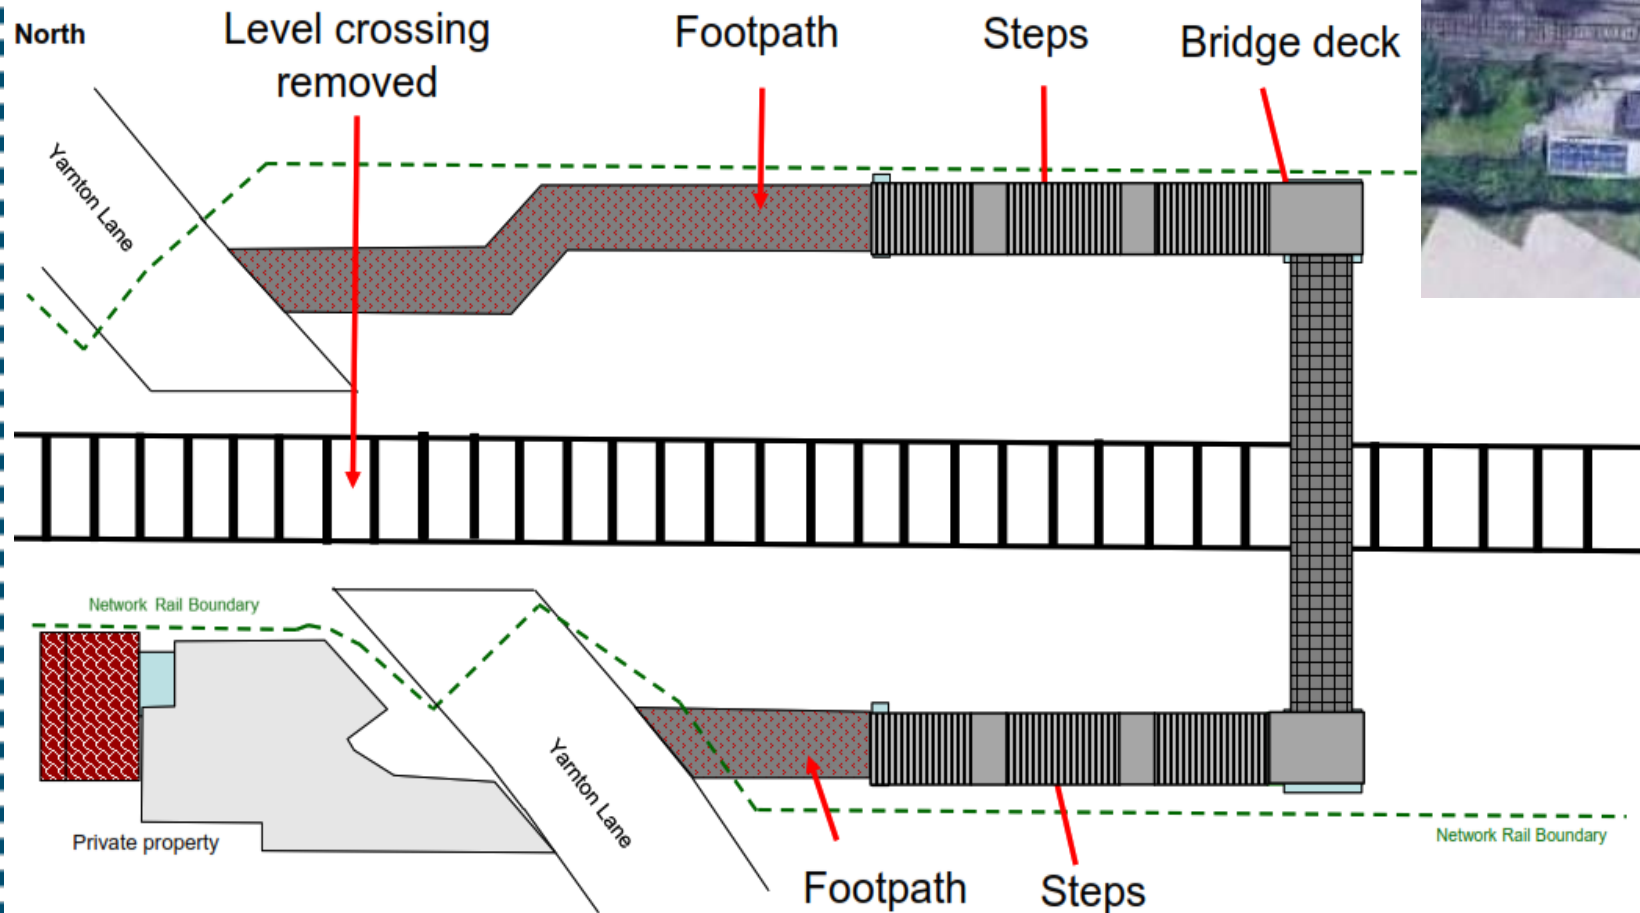 North
Level crossing
removed
Footpath
Steps
Bridge deck
Yarnton Lane
Network Rail Boundary
Private property
Yarnton Lane
Network Rail Boundary
Footpath
Steps